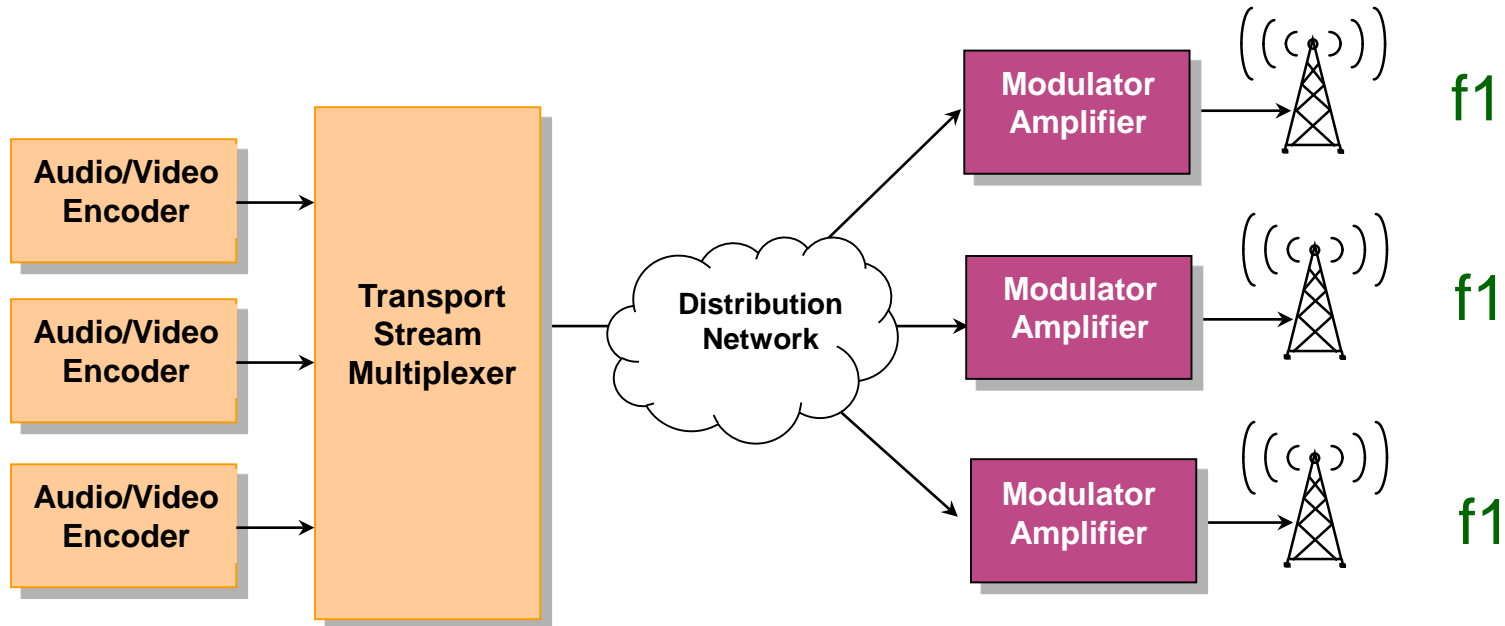 Audio/Video
Encoder
Audio/Video
Encoder
Audio/Video
Encoder
Transport
Stream
Multiplexer
Distribution
Network
Modulator
Amplifier
f1
Modulator
Amplifier
f1
Modulator
Amplifier
f1